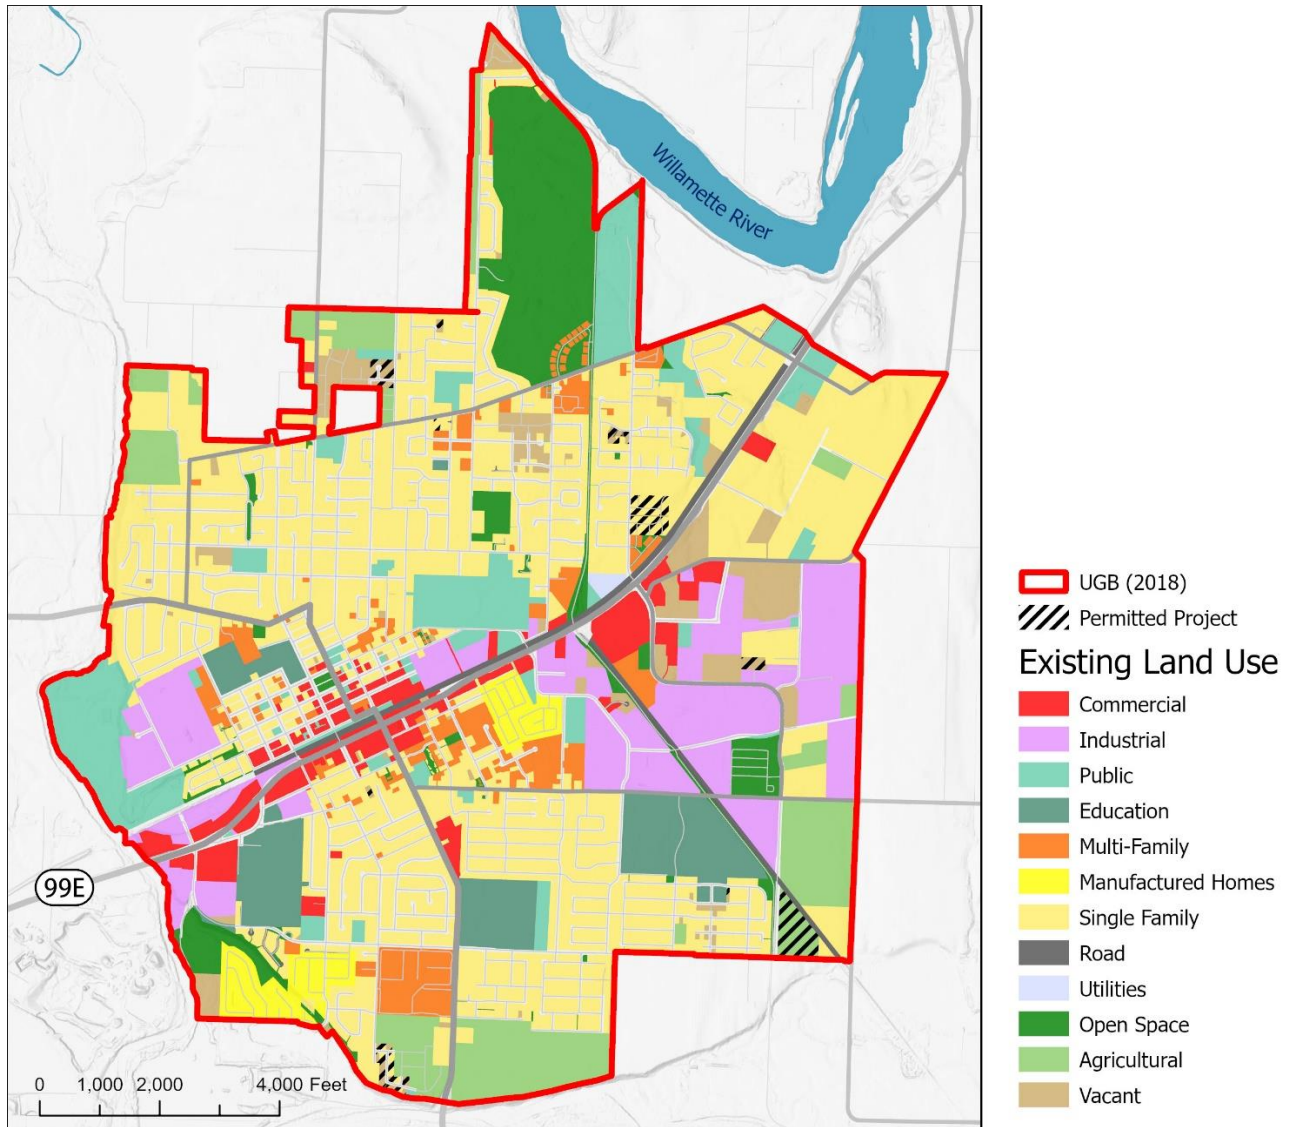 Willamette River
99E
0 1,000 2,000 4,000 Feet
UGB (2018)
Permitted Project
Existing Land Use
Commercial
Industrial
Public
Education
Multi-Family
Manufactured Homes
Single Family
Road
Utilities
Open Space
Agricultural
Vacant